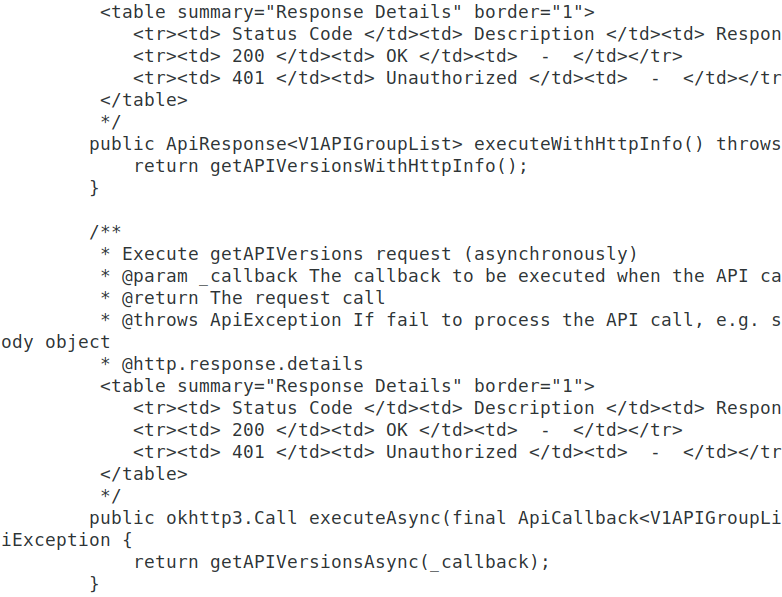 <table summary="Response Details" border="1">
<tr><td> Status Code </td><td> Description </td><td> Respon
<tr><td> 200 </td><td> OK </td><td>  -  </td></tr>
<tr><td> 401 </td><td> Unauthorized </td><td>  -  </td></tr
</table>
*/
public ApiResponse<V1APIGroupList> executeWithHttpInfo() throws
return getAPIVersionsWithHttpInfo();
}
/**
* Execute getAPIVersions request (asynchronously)
* @param _callback The callback to be executed when the API ca
* @return The request call
* @throws ApiException If fail to process the API call, e.g. s
ody object
* @http.response.details
<table summary="Response Details" border="1">
<tr><td> Status Code </td><td> Description </td><td> Respon
<tr><td> 200 </td><td> OK </td><td>  -  </td></tr>
<tr><td> 401 </td><td> Unauthorized </td><td>  -  </td></tr
</table>
*/
public okhttp3.Call executeAsync(final ApiCallback<V1APIGroupLi
iException {
return getAPIVersionsAsync(_callback);
}